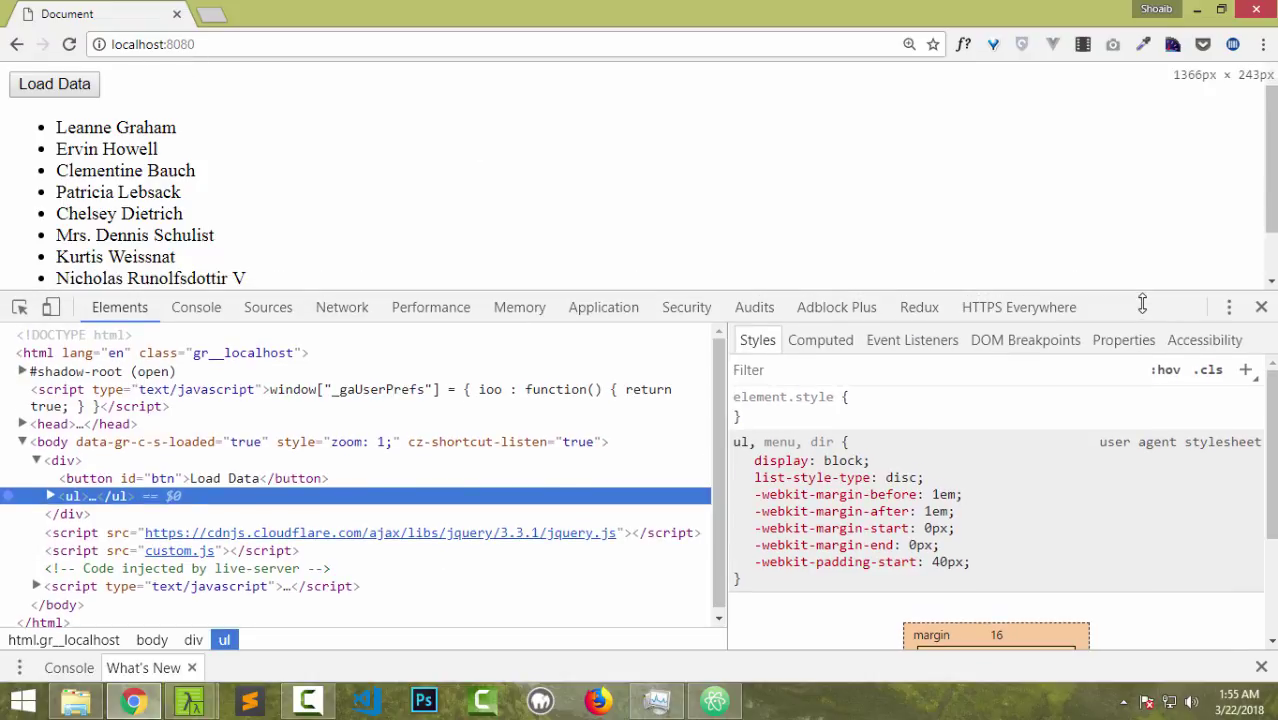 Document
Shoaib
localhost:8080
f?
Load Data
1366px × 243px
Leanne Graham
Ervin Howell
Clementine Bauch
Patricia Lebsack
Chelsey Dietrich
Mrs. Dennis Schulist
Kurtis Weissnat
Nicholas Runolfsdottir V
Elements Console Sources Network Performance Memory Application Security Audits Adblock Plus Redux HTTPS Everywhere
<!DOCTYPE html>
<html lang="en" class="gr__localhost">
#shadow-root (open)
<script type="text/javascript">window["_gaUserPrefs"] = { ioo : function() { return
true; } }</script>
<head>…</head>
<body data-gr-c-s-loaded="true" style="zoom: 1;" cz-shortcut-listen="true">
<div>
<button id="btn">Load Data</button>
<ul>…</ul> == $0
</div>
<script src="https://cdnjs.cloudflare.com/ajax/libs/jquery/3.3.1/jquery.js"></script>
<script src="custom.js"></script>
<!-- Code injected by live-server -->
<script type="text/javascript">…</script>
</body>
</html>
html.gr__localhost body div ul
Styles Computed Event Listeners DOM Breakpoints Properties Accessibility
Filter :hov .cls +
element.style {
}
ul, menu, dir { user agent stylesheet
display: block;
list-style-type: disc;
-webkit-margin-before: 1em;
-webkit-margin-after: 1em;
-webkit-margin-start: 0px;
-webkit-margin-end: 0px;
-webkit-padding-start: 40px;
}
margin 16
Console What's New
Ps
1:55 AM
3/22/2018